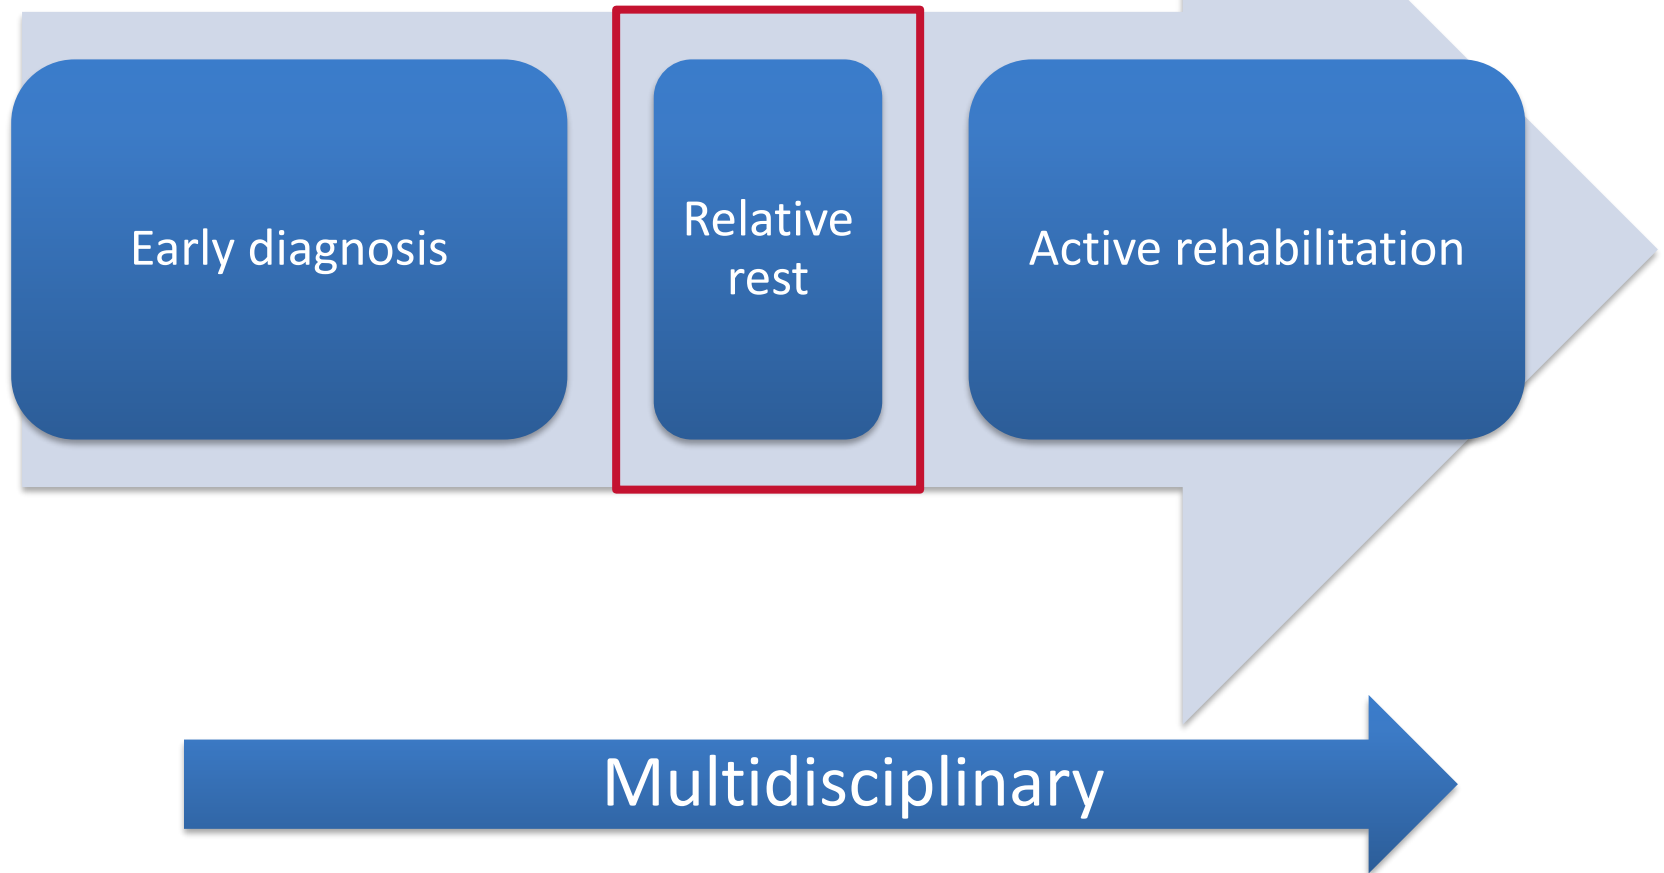 Early diagnosis
Relative
rest
Active rehabilitation
Multidisciplinary